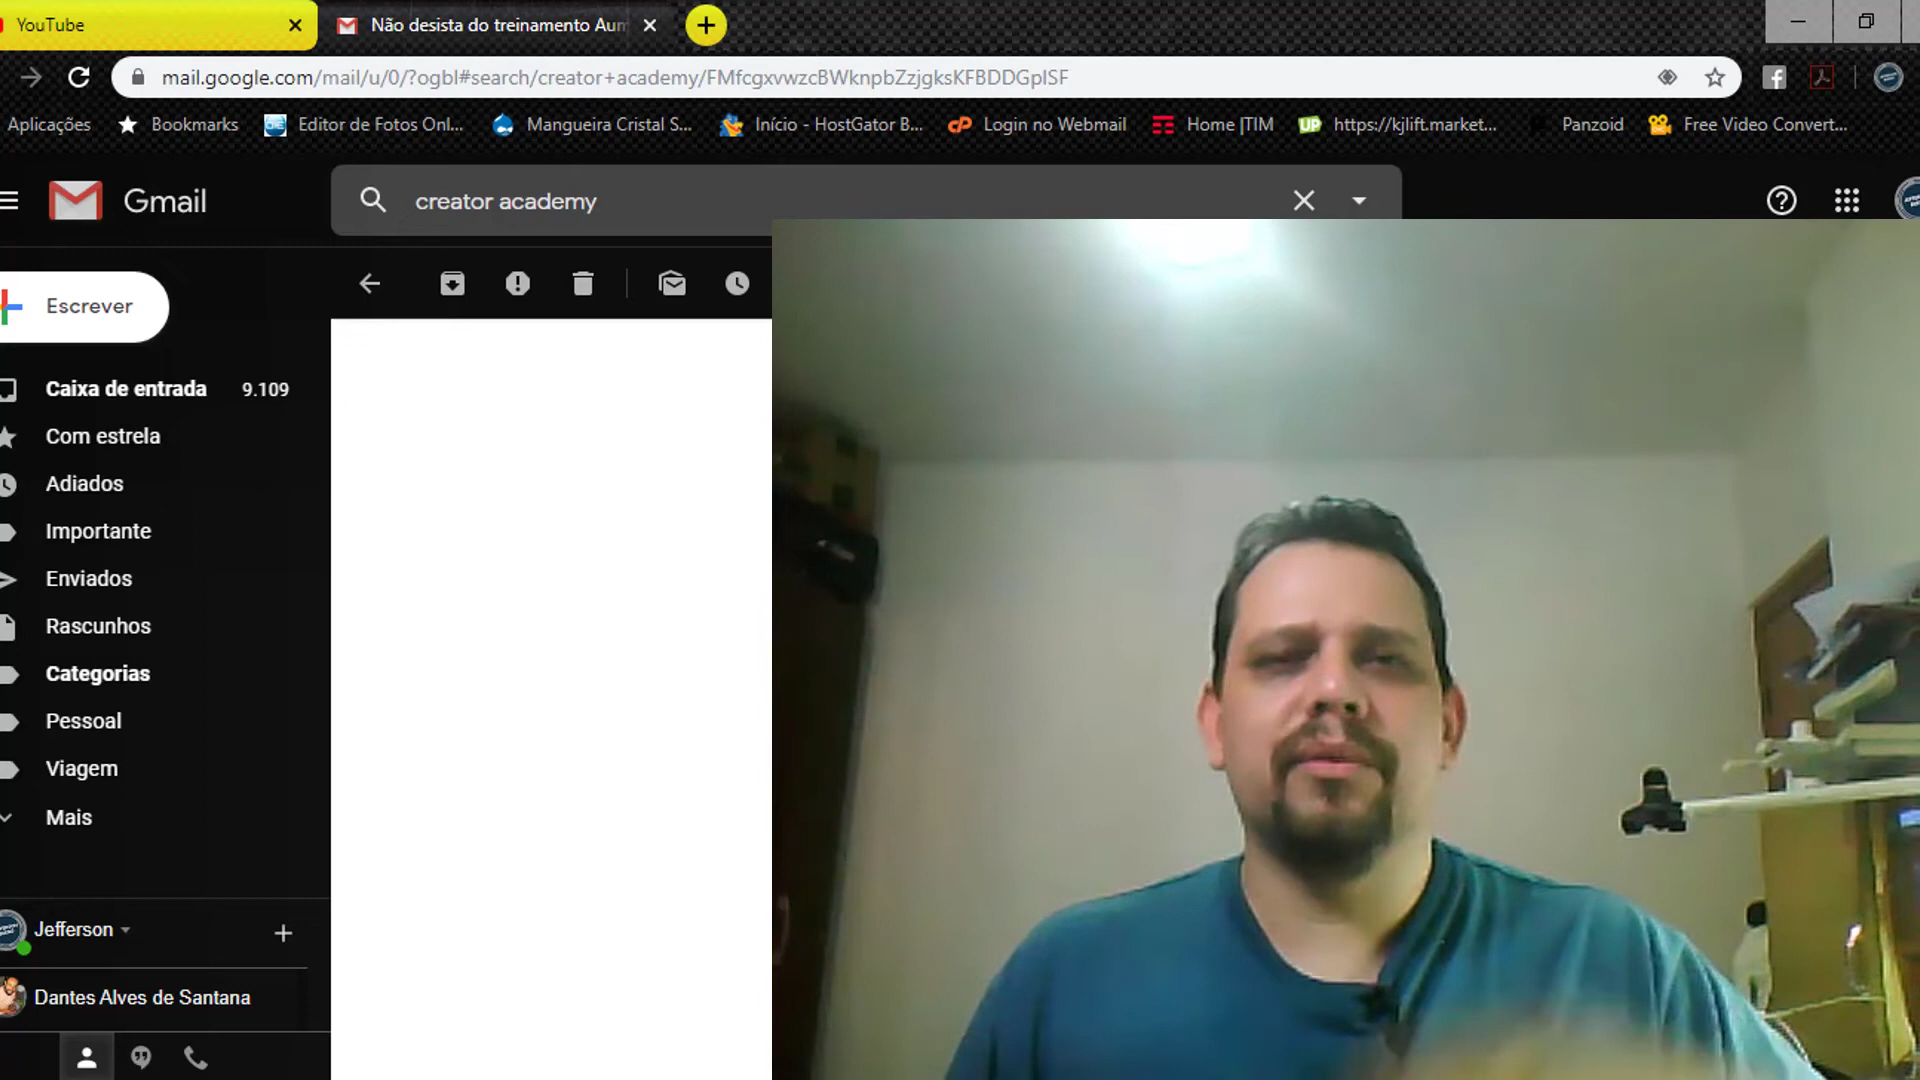 YouTube
Não desista do treinamento Aum
mail.google.com/mail/u/0/?ogbl#search/creator+academy/FMfcgxvwzcBWknpbZzjgksKFBDDGplSF
Aplicações Bookmarks Editor de Fotos Onl... Mangueira Cristal S... Início - HostGator B... Login no Webmail Home |TIM https://kjlift.market... Panzoid Free Video Convert...
Gmail
creator academy
Escrever
Caixa de entrada 9.109
Com estrela
Adiados
Importante
Enviados
Rascunhos
Categorias
Pessoal
Viagem
Mais
Jefferson
Dantes Alves de Santana